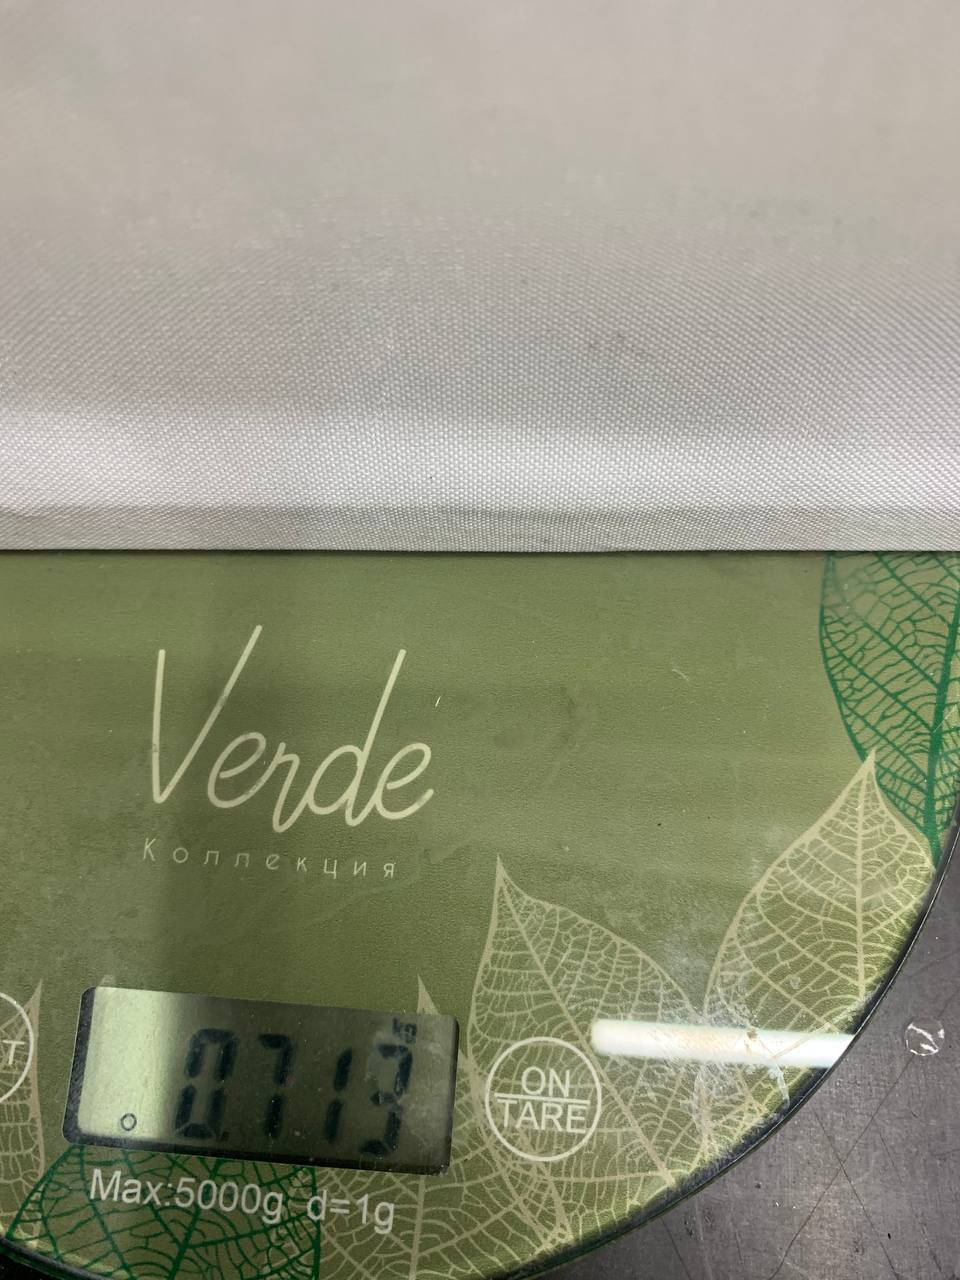 Verde
Коллекция
T
kg
0.713
ON
TARE
Max:5000g d=1g